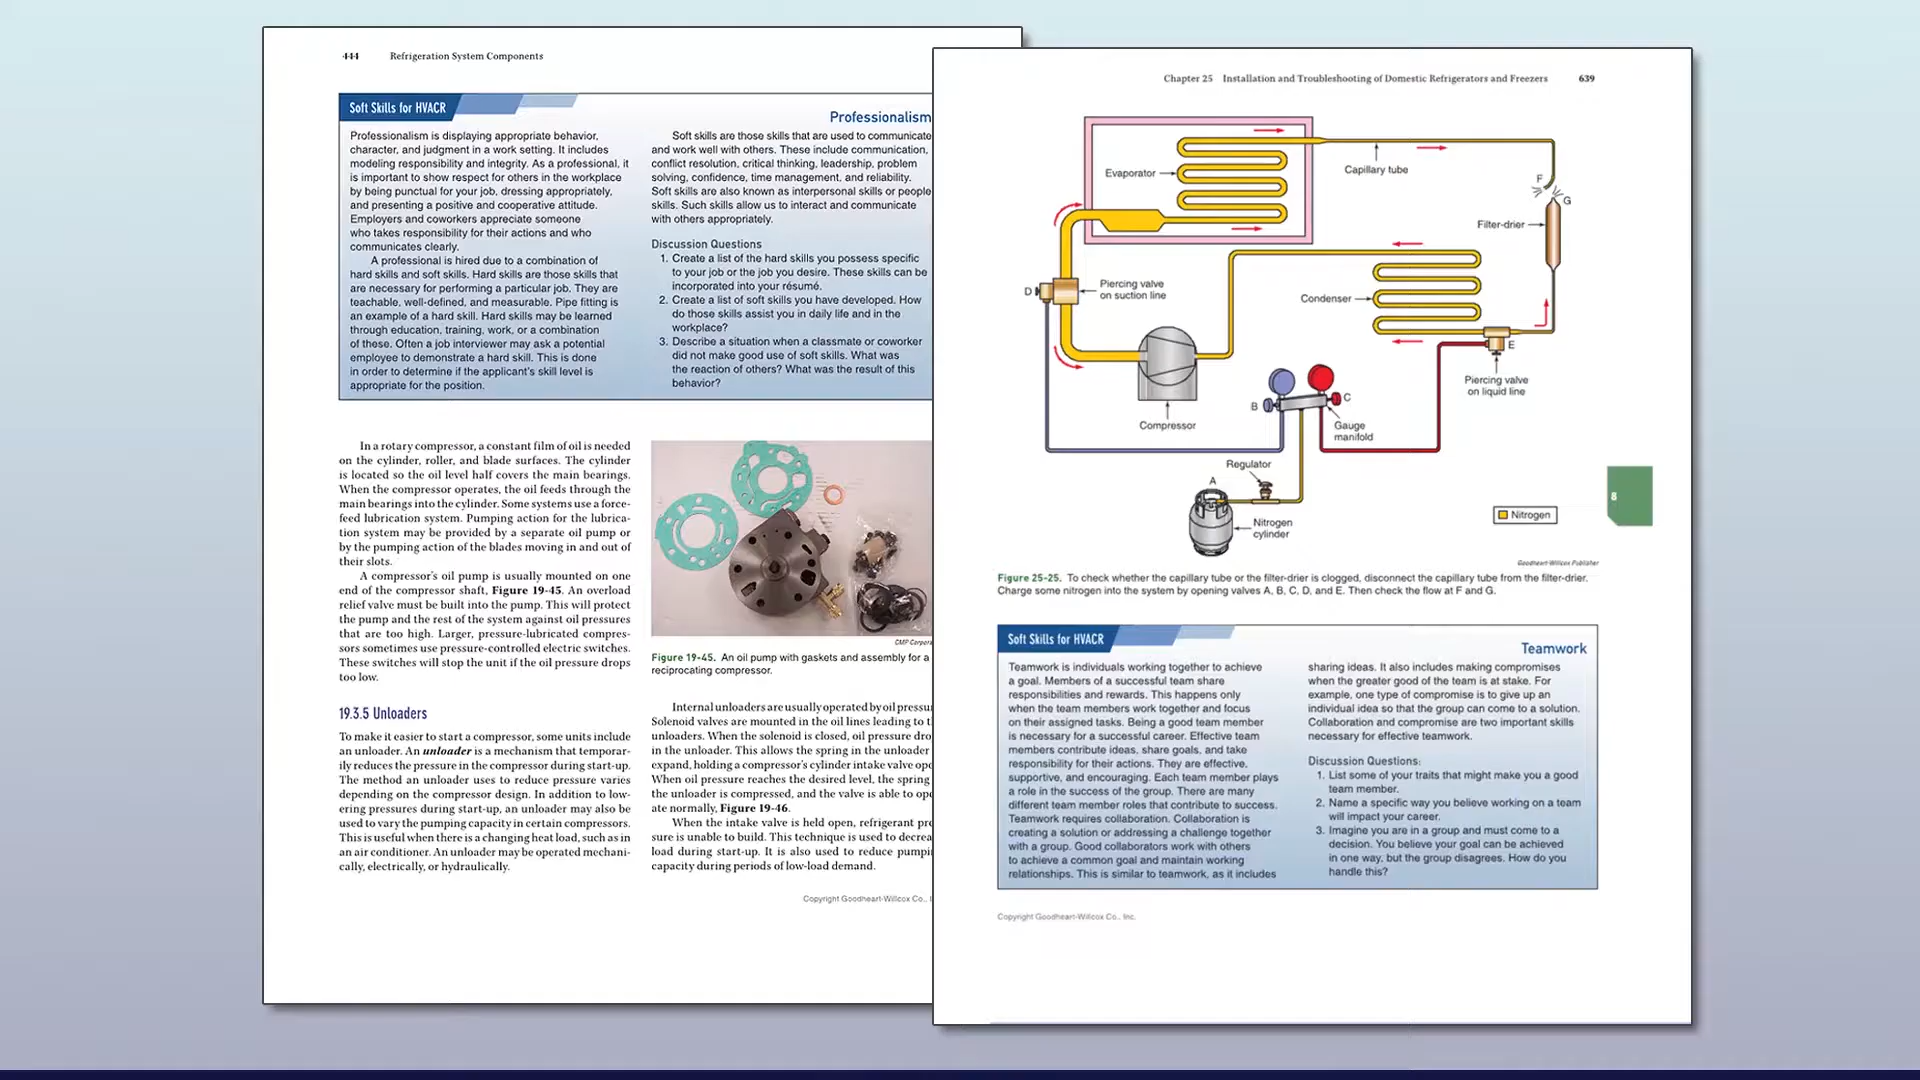 444 Refrigeration System Components
Soft Skills for HVACR
Professionalism
Professionalism is displaying appropriate behavior,
character, and judgment in a work setting. It includes
modeling responsibility and integrity. As a professional, it
is important to show respect for others in the workplace
by being punctual for your job, dressing appropriately,
and presenting a positive and cooperative attitude.
Employers and coworkers appreciate someone
who takes responsibility for their actions and who
communicates clearly.
A professional is hired due to a combination of
hard skills and soft skills. Hard skills are those skills that
are necessary for performing a particular job. They are
teachable, well-defined, and measurable. Pipe fitting is
an example of a hard skill. Hard skills may be learned
through education, training, work, or a combination
of these. Often a job interviewer may ask a potential
employee to demonstrate a hard skill. This is done
in order to determine if the applicant's skill level is
appropriate for the position.
Soft skills are those skills that are used to communicate
and work well with others. These include communication,
conflict resolution, critical thinking, leadership, problem
solving, confidence, time management, and reliability.
Soft skills are also known as interpersonal skills or people
skills. Such skills allow us to interact and communicate
with others appropriately.
Discussion Questions
1. Create a list of the hard skills you possess specific
to your job or the job you desire. These skills can be
incorporated into your résumé.
2. Create a list of soft skills you have developed. How
do those skills assist you in daily life and in the
workplace?
3. Describe a situation when a classmate or coworker
did not make good use of soft skills. What was
the reaction of others? What was the result of this
behavior?
In a rotary compressor, a constant film of oil is needed
on the cylinder, roller, and blade surfaces. The cylinder
is located so the oil level half covers the main bearings.
When the compressor operates, the oil feeds through the
main bearings into the cylinder. Some systems use a force-
feed lubrication system. Pumping action for the lubrica-
tion system may be provided by a separate oil pump or
by the pumping action of the blades moving in and out of
their slots.
A compressor's oil pump is usually mounted on one
end of the compressor shaft, Figure 19-45. An overload
relief valve must be built into the pump. This will protect
the pump and the rest of the system against oil pressures
that are too high. Larger, pressure-lubricated compres-
sors sometimes use pressure-controlled electric switches.
These switches will stop the unit if the oil pressure drops
too low.
19.3.5 Unloaders
To make it easier to start a compressor, some units include
an unloader. An unloader is a mechanism that temporar-
ily reduces the pressure in the compressor during start-up.
The method an unloader uses to reduce pressure varies
depending on the compressor design. In addition to low-
ering pressures during start-up, an unloader may also be
used to vary the pumping capacity in certain compressors.
This is useful when there is a changing heat load, such as in
an air conditioner. An unloader may be operated mechani-
cally, electrically, or hydraulically.
CMP Corpora
Figure 19-45. An oil pump with gaskets and assembly for a
reciprocating compressor.
Internal unloaders are usually operated by oil pressu
Solenoid valves are mounted in the oil lines leading to t
unloaders. When the solenoid is closed, oil pressure dro
in the unloader. This allows the spring in the unloader
expand, holding a compressor's cylinder intake valve ope
When oil pressure reaches the desired level, the spring
the unloader is compressed, and the valve is able to ope
ate normally, Figure 19-46.
When the intake valve is held open, refrigerant pre
sure is unable to build. This technique is used to decrea
load during start-up. It is also used to reduce pumpi
capacity during periods of low-load demand.
Copyright Goodheart-Willcox Co., I
Chapter 25 Installation and Troubleshooting of Domestic Refrigerators and Freezers 639
Evaporator
Capillary tube
F
G
Filter-drier
D
Piercing valve
on suction line
Condenser
E
Piercing valve
on liquid line
Compressor
B
C
Gauge
manifold
Regulator
A
Nitrogen
cylinder
8
Nitrogen
Goodheart-Willcox Publisher
Figure 25-25. To check whether the capillary tube or the filter-drier is clogged, disconnect the capillary tube from the filter-drier.
Charge some nitrogen into the system by opening valves A, B, C, D, and E. Then check the flow at F and G.
Soft Skills for HVACR
Teamwork
Teamwork is individuals working together to achieve
a goal. Members of a successful team share
responsibilities and rewards. This happens only
when the team members work together and focus
on their assigned tasks. Being a good team member
is necessary for a successful career. Effective team
members contribute ideas, share goals, and take
responsibility for their actions. They are effective,
supportive, and encouraging. Each team member plays
a role in the success of the group. There are many
different team member roles that contribute to success.
Teamwork requires collaboration. Collaboration is
creating a solution or addressing a challenge together
with a group. Good collaborators work with others
to achieve a common goal and maintain working
relationships. This is similar to teamwork, as it includes
sharing ideas. It also includes making compromises
when the greater good of the team is at stake. For
example, one type of compromise is to give up an
individual idea so that the group can come to a solution.
Collaboration and compromise are two important skills
necessary for effective teamwork.
Discussion Questions:
1. List some of your traits that might make you a good
team member.
2. Name a specific way you believe working on a team
will impact your career.
3. Imagine you are in a group and must come to a
decision. You believe your goal can be achieved
in one way, but the group disagrees. How do you
handle this?
Copyright Goodheart-Willcox Co., Inc.